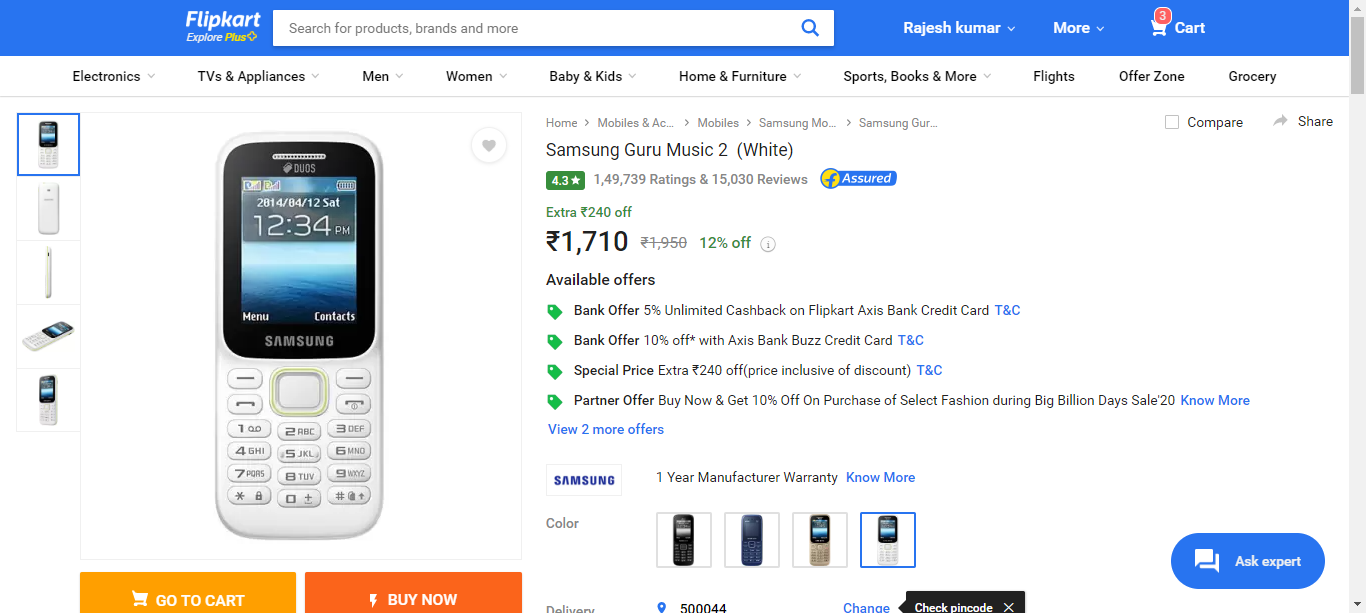 Flipkart
Explore Plus
Search for products, brands and more
Rajesh kumar
More
3
Cart
Electronics
TVs & Appliances
Men
Women
Baby & Kids
Home & Furniture
Sports, Books & More
Flights
Offer Zone
Grocery
Home > Mobiles & Ac... > Mobiles > Samsung Mo... > Samsung Gur...
Compare
Share
Samsung Guru Music 2 (White)
4.3★ 1,49,739 Ratings & 15,030 Reviews Assured
Extra ₹240 off
₹1,710 ₹1,950 12% off
Available offers
Bank Offer 5% Unlimited Cashback on Flipkart Axis Bank Credit Card T&C
Bank Offer 10% off* with Axis Bank Buzz Credit Card T&C
Special Price Extra ₹240 off(price inclusive of discount) T&C
Partner Offer Buy Now & Get 10% Off On Purchase of Select Fashion during Big Billion Days Sale'20 Know More
View 2 more offers
SAMSUNG
1 Year Manufacturer Warranty Know More
Color
Delivery
500044
Change
Check pincode
Ask expert
DUOS
2014/04/12 Sat
12:34 PM
Menu
Contacts
SAMSUNG
1
2 ABC
3 DEF
4 GHI
5 JKL
6 MNO
7 PQRS
8 TUV
9 WXYZ
*
0 ±
#
GO TO CART
BUY NOW